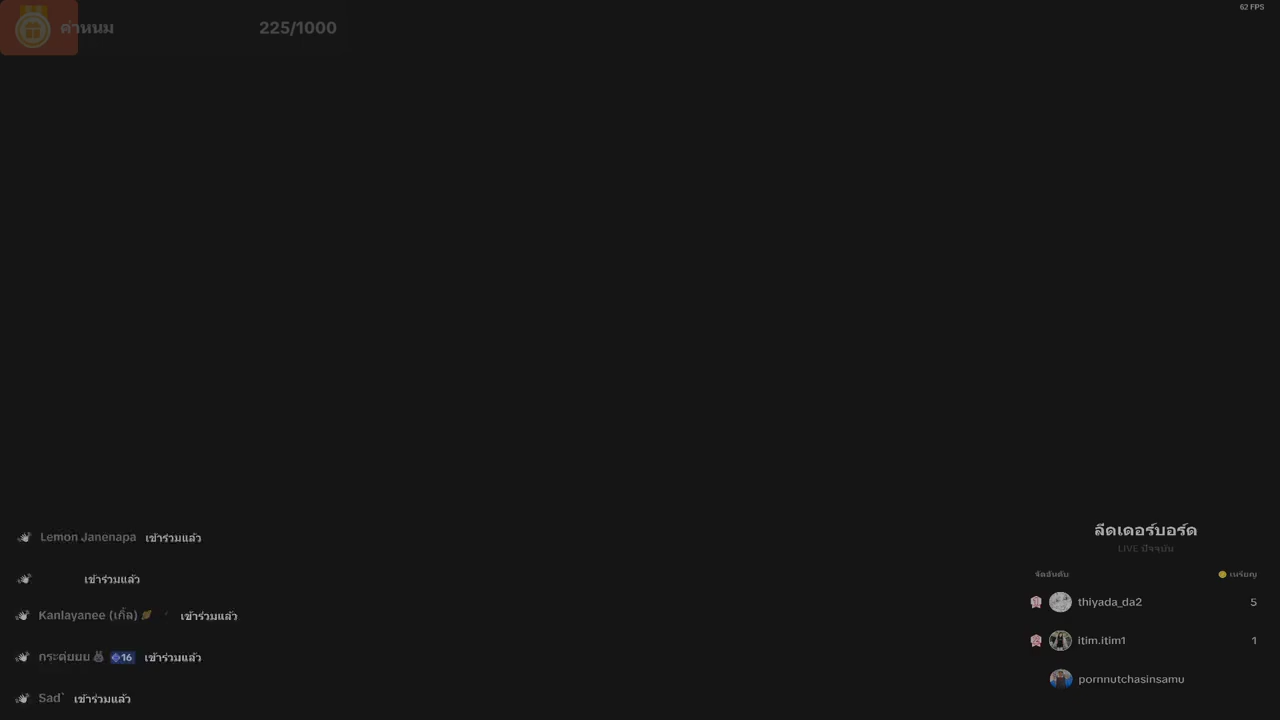 62 FPS
ค่าหนม 225/1000
Lemon Janenapa เข้าร่วมแล้ว
เข้าร่วมแล้ว
Kanlayanee (เกิ้ล) เข้าร่วมแล้ว
กระดุ่ยยย 16 เข้าร่วมแล้ว
Sad` เข้าร่วมแล้ว
ลีดเดอร์บอร์ด
LIVE ปัจจุบัน
จัดอันดับ เหรียญ
thiyada_da2 5
itim.itim1 1
pornnutchasinsamu